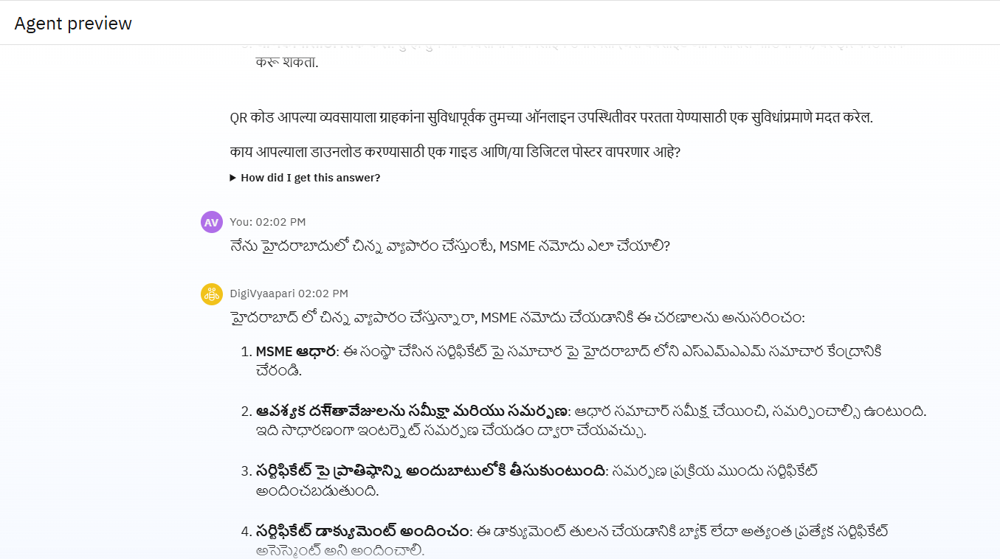 Agent preview
करू शकता.
QR कोड आपल्या व्यवसायाला ग्राहकांना सुविधापूर्वक तुमच्या ऑनलाइन उपस्थितीवर परतता येण्यासाठी एक सुविधांप्रमाणे मदत करेल.
काय आपल्याला डाउनलोड करण्यासाठी एक गाइड आणि/या डिजिटल पोस्टर वापरणार आहे?
How did I get this answer?
AV You: 02:02 PM
నేను హైదరాబాదులో చిన్న వ్యాపారం చేస్తుంటే, MSME నమోదు ఎలా చేయాలి?
DigiVyaapari 02:02 PM
హైదరాబాద్ లో చిన్న వ్యాపారం చేస్తున్నారా, MSME నమోదు చేయడానికి ఈ చరణాలను అనుసరించం:
1. MSME ఆధార: ఈ సంస్థా చేసిన సర్టిఫికేట్ పై సమాచార పై హైదరాబాద్ లోని ఎస్ఎమ్ఎఎమ్ సమాచార కేంద్రానికి
చేరండి.
2. ఆవశ్యక దస్తావేజులను సమీక్షా మరియు సమర్పణ: ఆధార సమాచార్ సమీక్ష చేయించి, సమర్పించాల్సి ఉంటుంది.
ఇది సాధారణంగా ఇంటర్నెట్ సమర్పణ చేయడం ద్వారా చేయవచ్చు.
3. సర్టిఫికేట్ పై ప్రాతిష్ఠాన్ని అందుబాటులోకి తీసుకుంటుంది: సమర్పణ ప్రక్రియ ముందు సర్టిఫికేట్
అందించబడుతుంది.
4. సర్టిఫికేట్ డాక్యుమెంట్ అందించం: ఈ డాక్యుమెంట్ తులన చేయడానికి బ్యాంక్ లేదా అత్యంత ప్రత్యేక సర్టిఫికేట్
అసెస్మెంట్ అని అందించాలి.